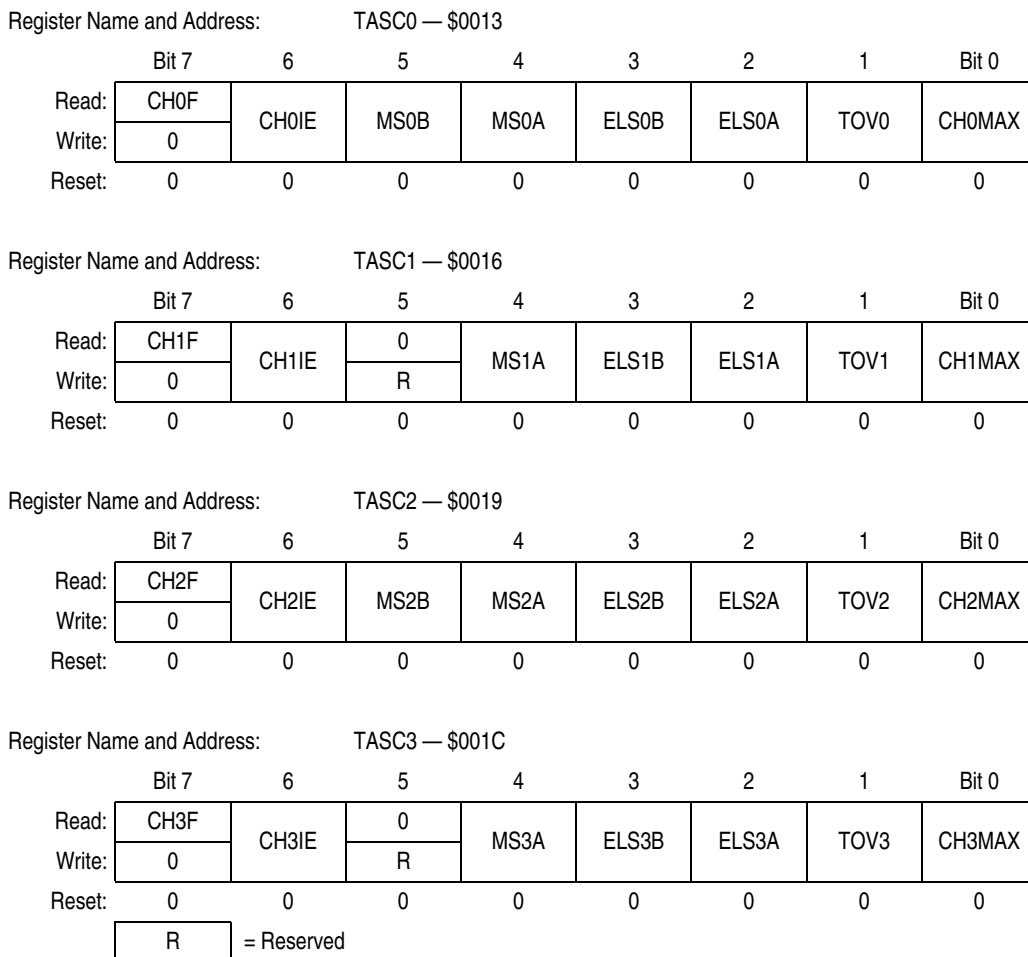 Register Name and Address: TASC0 — $0013
Bit 7 6 5 4 3 2 1 Bit 0
Read: CH0F CH0IE MS0B MS0A ELS0B ELS0A TOV0 CH0MAX
Write: 0
Reset: 0 0 0 0 0 0 0 0
Register Name and Address: TASC1 — $0016
Bit 7 6 5 4 3 2 1 Bit 0
Read: CH1F CH1IE 0 MS1A ELS1B ELS1A TOV1 CH1MAX
Write: 0 R
Reset: 0 0 0 0 0 0 0 0
Register Name and Address: TASC2 — $0019
Bit 7 6 5 4 3 2 1 Bit 0
Read: CH2F CH2IE MS2B MS2A ELS2B ELS2A TOV2 CH2MAX
Write: 0
Reset: 0 0 0 0 0 0 0 0
Register Name and Address: TASC3 — $001C
Bit 7 6 5 4 3 2 1 Bit 0
Read: CH3F CH3IE 0 MS3A ELS3B ELS3A TOV3 CH3MAX
Write: 0 R
Reset: 0 0 0 0 0 0 0 0
R = Reserved